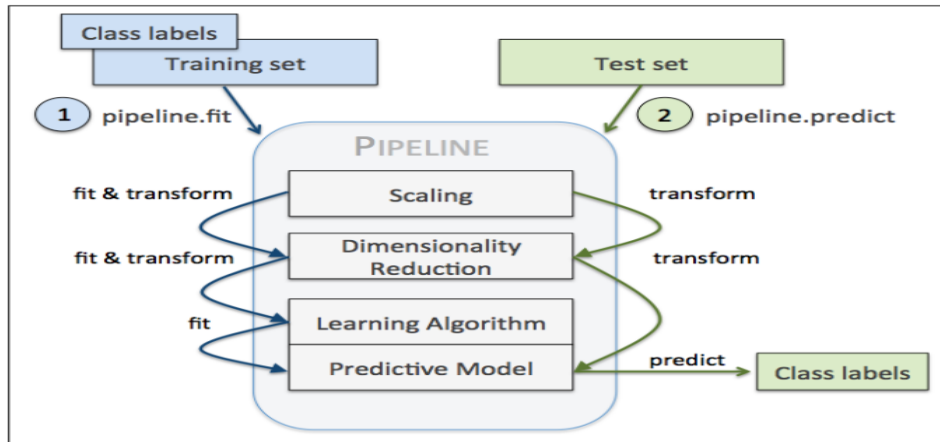 Class labels
Training set
Test set
1 pipeline.fit
2 pipeline.predict
PIPELINE
fit & transform
Scaling
transform
fit & transform
Dimensionality
Reduction
transform
fit
Learning Algorithm
Predictive Model
predict
Class labels